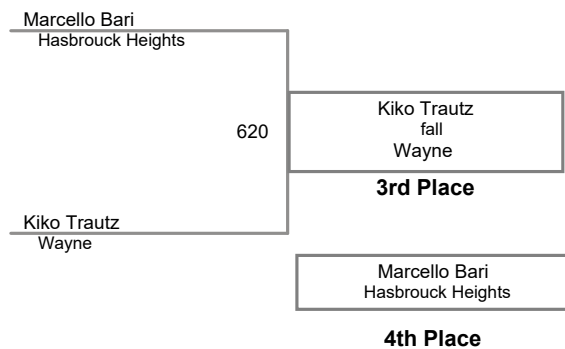 Marcello Bari
Hasbrouck Heights
620
Kiko Trautz
fall
Wayne
3rd Place
Kiko Trautz
Wayne
Marcello Bari
Hasbrouck Heights
4th Place